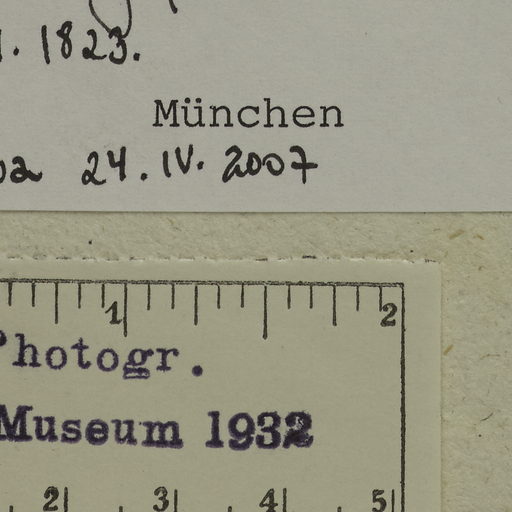 1823.
München
24. IV. 2007
1 2
Photogr.
Museum 1932
2 3 4 5